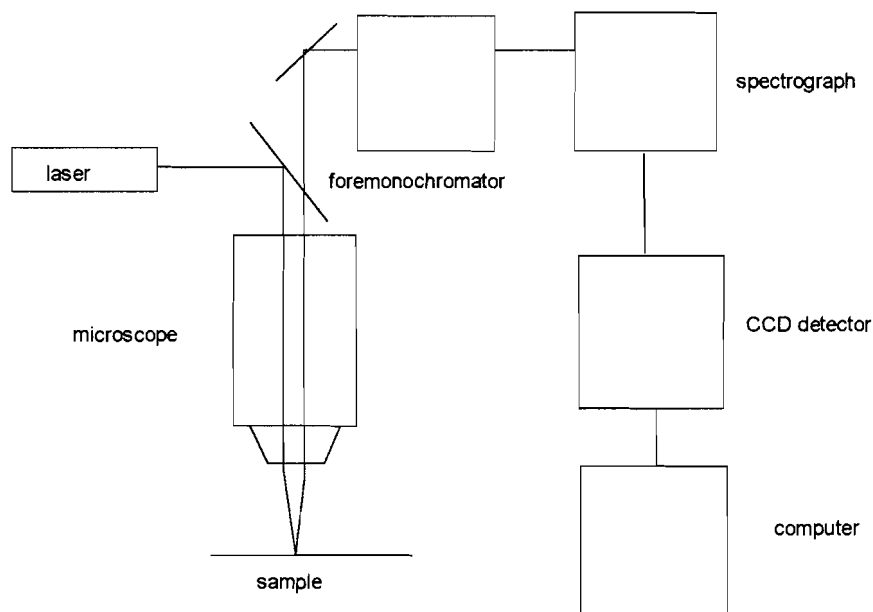 spectrograph
laser
foremonochromator
microscope
CCD detector
computer
sample